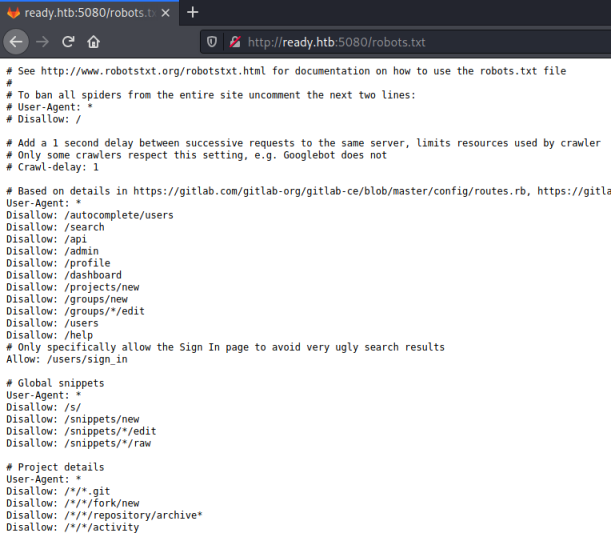 ready.htb:5080/robots.tx
http://ready.htb:5080/robots.txt
# See http://www.robotstxt.org/robotstxt.html for documentation on how to use the robots.txt file
#
# To ban all spiders from the entire site uncomment the next two lines:
# User-Agent: *
# Disallow: /
# Add a 1 second delay between successive requests to the same server, limits resources used by crawler
# Only some crawlers respect this setting, e.g. Googlebot does not
# Crawl-delay: 1
# Based on details in https://gitlab.com/gitlab-org/gitlab-ce/blob/master/config/routes.rb, https://gitla
User-Agent: *
Disallow: /autocomplete/users
Disallow: /search
Disallow: /api
Disallow: /admin
Disallow: /profile
Disallow: /dashboard
Disallow: /projects/new
Disallow: /groups/new
Disallow: /groups/*/edit
Disallow: /users
Disallow: /help
# Only specifically allow the Sign In page to avoid very ugly search results
Allow: /users/sign_in
# Global snippets
User-Agent: *
Disallow: /s/
Disallow: /snippets/new
Disallow: /snippets/*/edit
Disallow: /snippets/*/raw
# Project details
User-Agent: *
Disallow: /*/*.git
Disallow: /*/*/fork/new
Disallow: /*/*/repository/archive*
Disallow: /*/*/activity